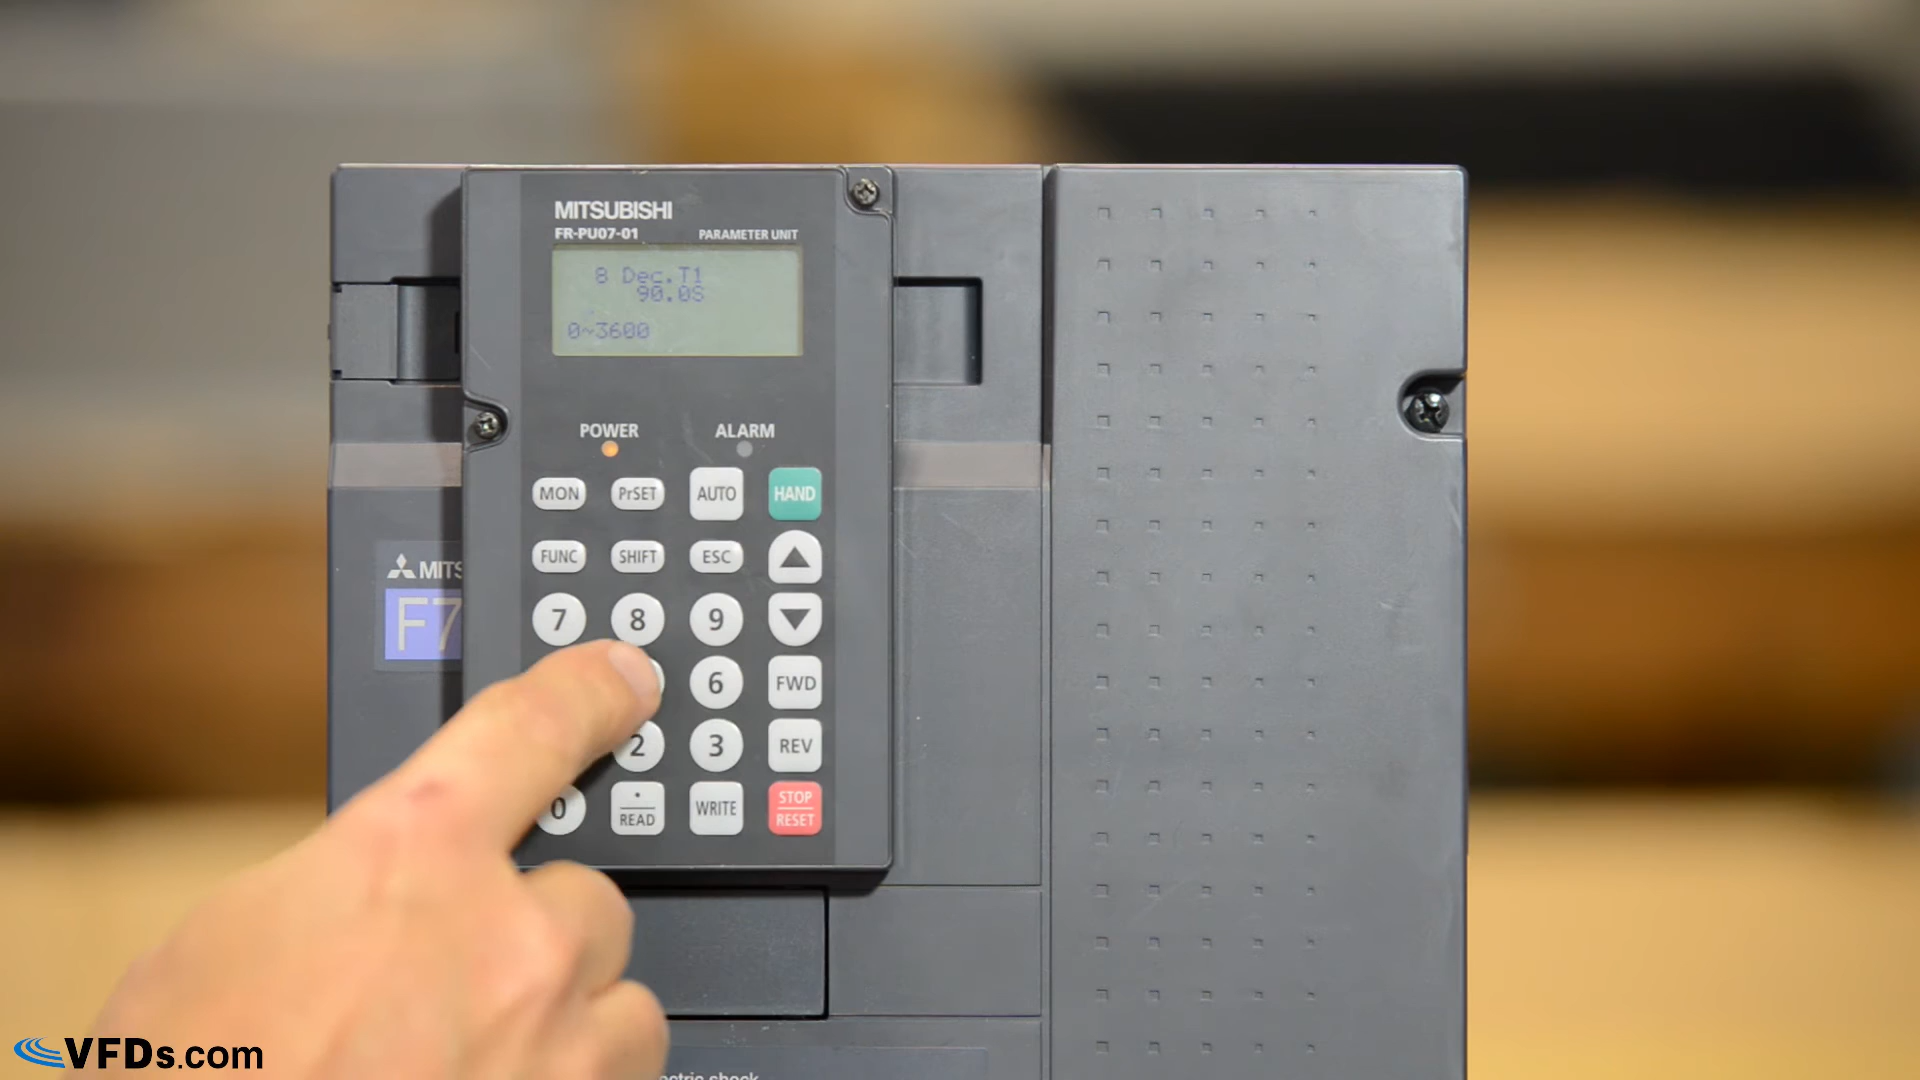 MITSUBISHI
FR-PU07-01 PARAMETER UNIT
8 Dec.T1
90.0S
0~3600
POWER ALARM
MON PrSET AUTO HAND
FUNC SHIFT ESC
MITS
F7
7 8 9
6 FWD
2 3 REV
0 • READ WRITE STOP RESET
VFDs.com
ctric shock